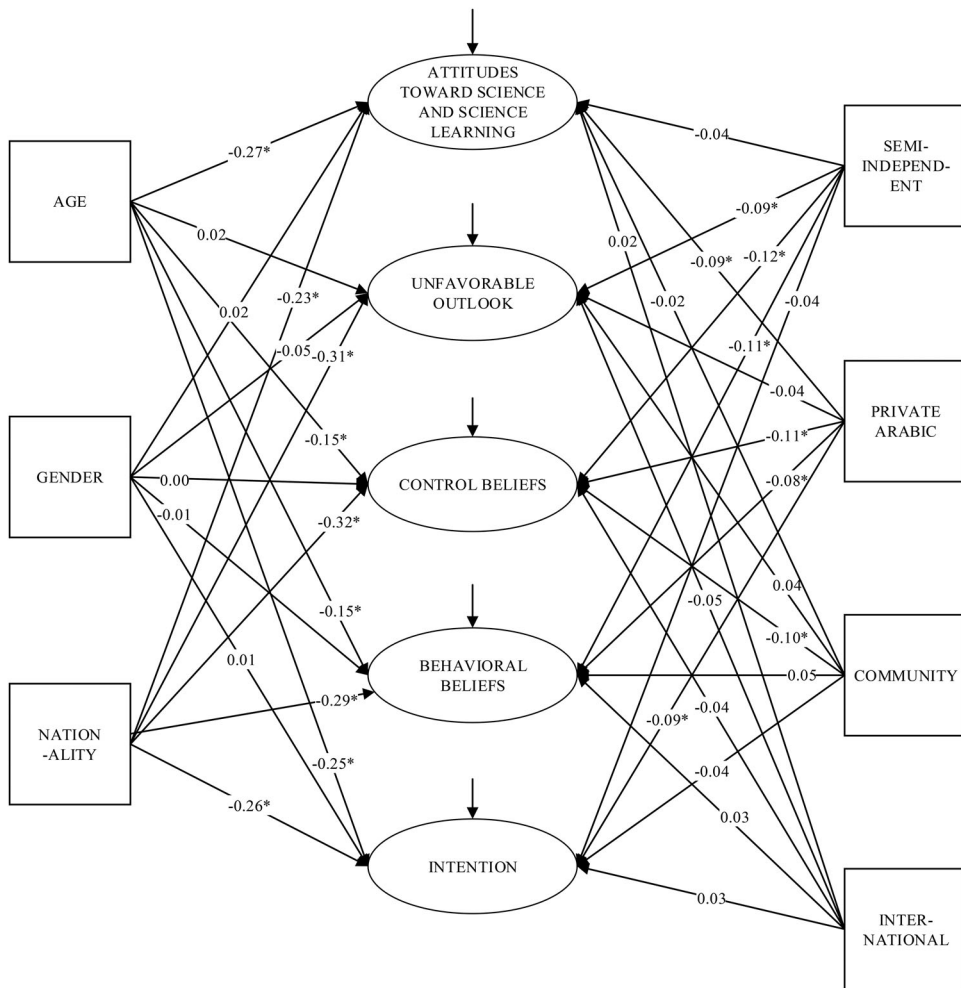 ATTITUDES
TOWARD SCIENCE
AND SCIENCE
LEARNING
SEMI-
INDEPEND-
ENT
-0.04
-0.27*
AGE
-0.09*
0.02
0.02
-0.12*
-0.09*
UNFAVORABLE
OUTLOOK
-0.23*
-0.02
-0.04
0.02
-0.05
-0.31*
-0.11*
-0.04
PRIVATE
ARABIC
-0.15*
-0.11*
GENDER
0.00
CONTROL BELIEFS
-0.08*
-0.01
-0.32*
-0.05
0.04
-0.15*
-0.10*
0.01
BEHAVIORAL
BELIEFS
0.05
COMMUNITY
-0.29*
-0.04
-0.09*
NATION
-ALITY
-0.25*
-0.04
-0.26*
0.03
INTENTION
0.03
INTER-
NATIONAL